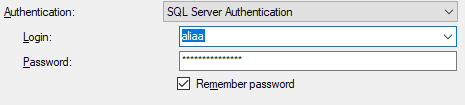 Authentication: SQL Server Authentication
Login: aliaa
Password: ***************
Remember password